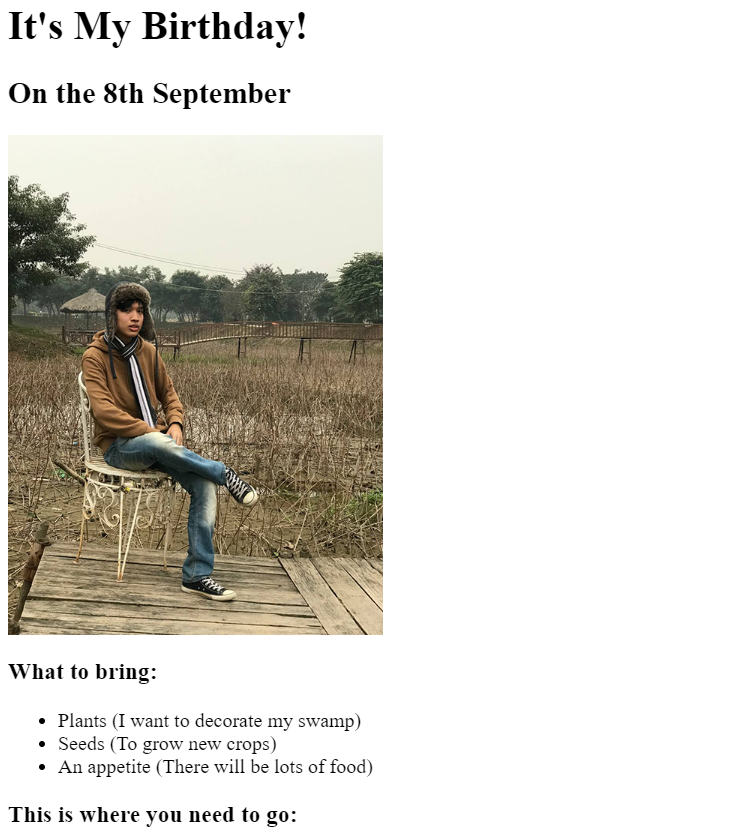 It's My Birthday!
On the 8th September
What to bring:
Plants (I want to decorate my swamp)
Seeds (To grow new crops)
An appetite (There will be lots of food)
This is where you need to go: